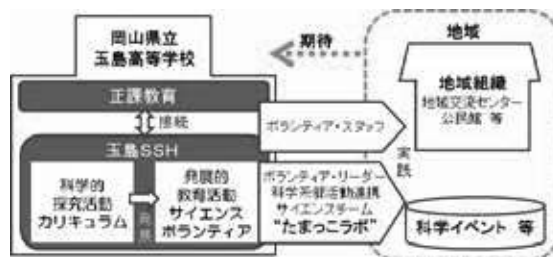 岡山県立
玉島高等学校
正課教育
接続
玉島SSH
科学的
探究活動
カリキュラム
発展
発展的
教育活動
サイエンス
ボランティア
期待
ボランティア・スタッフ
ボランティア・リーダー
科学系 活動連携
サイエンスチーム
"たまっこラボ"
実践
地域
地域組織
地域交流センター
公民館 等
科学イベント 等